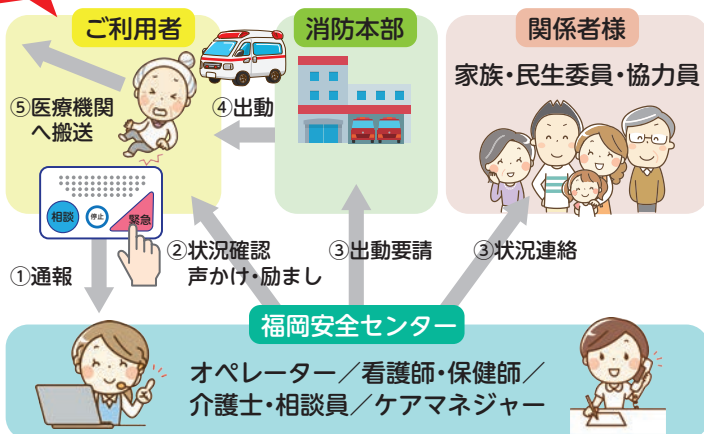 ご利用者
消防本部
関係者様
家族・民生委員・協力員
⑤医療機関
へ搬送
④出動
相談
停止
緊急
①通報
②状況確認
声かけ・励まし
③出動要請
③状況連絡
福岡安全センター
オペレーター／看護師・保健師／
介護士・相談員／ケアマネジャー